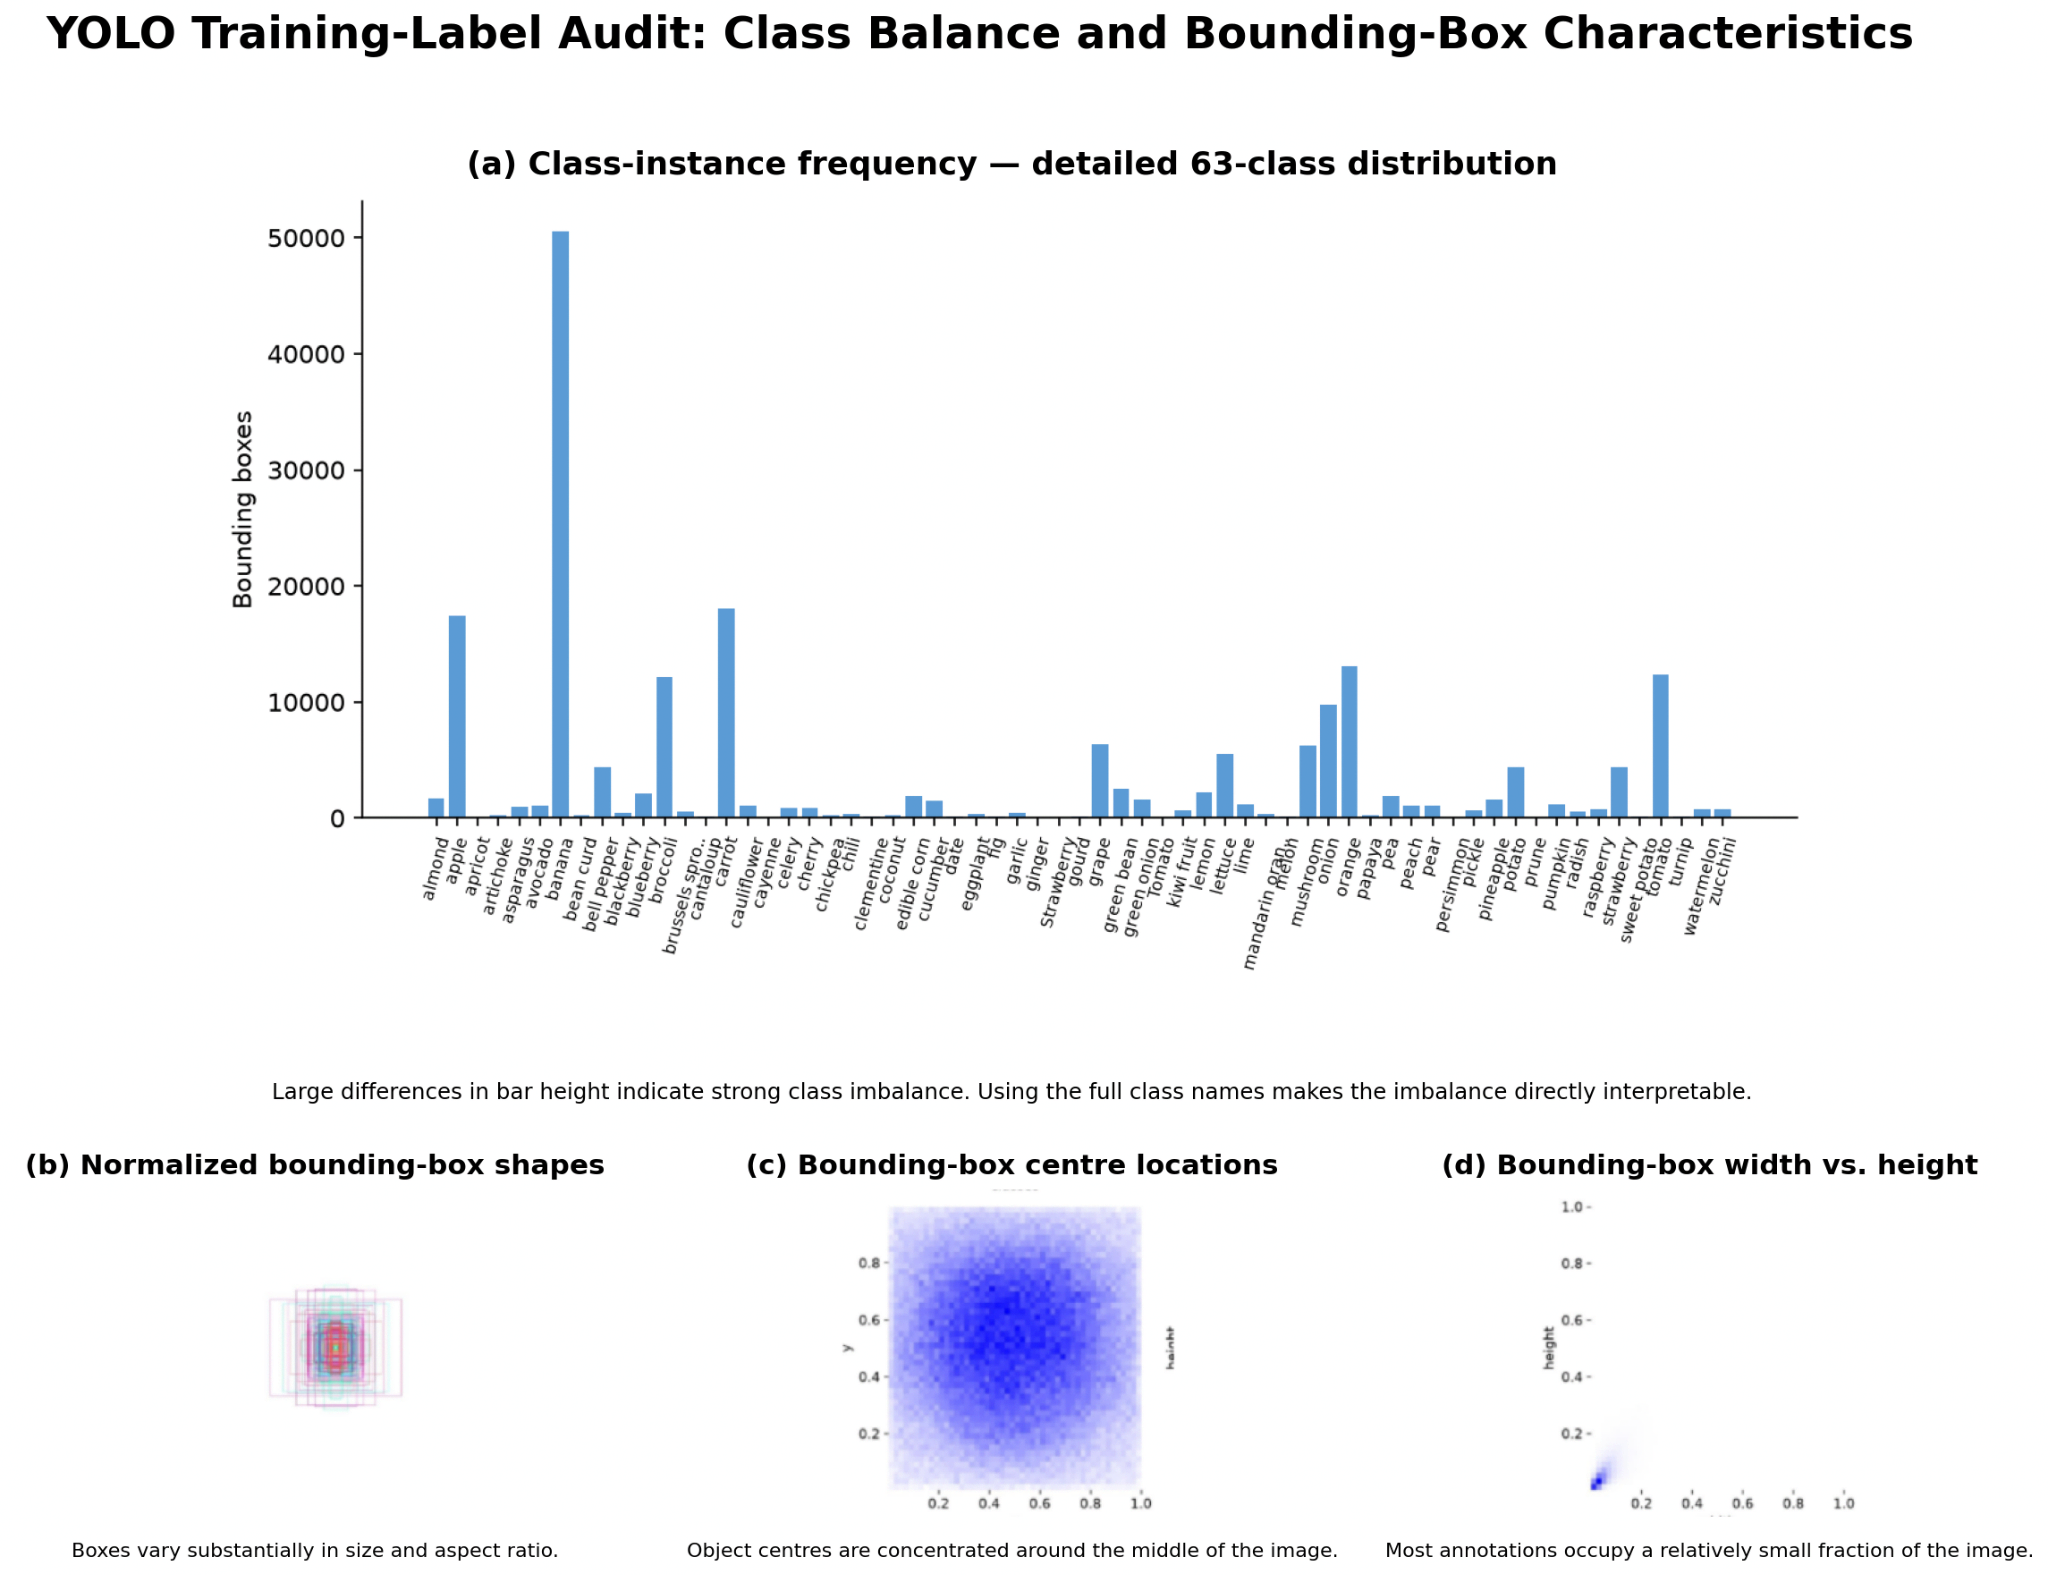 YOLO Training-Label Audit: Class Balance and Bounding-Box Characteristics
(a) Class-instance frequency — detailed 63-class distribution
Bounding boxes
50000
40000
30000
20000
10000
0
almond
apple
apricot
artichoke
asparagus
avocado
banana
bean curd
bell pepper
blackberry
blueberry
broccoli
brussels spro..
cantaloup
carrot
cauliflower
cayenne
celery
cherry
chickpea
chili
clementine
coconut
edible corn
cucumber
date
eggplant
fig
garlic
ginger
Strawberry
gourd
grape
green bean
green onion
Tomato
kiwi fruit
lemon
lettuce
lime
mandarin oran
melon
mushroom
onion
orange
papaya
pea
peach
pear
persimmon
pickle
pineapple
potato
prune
pumpkin
radish
raspberry
strawberry
sweet potato
tomato
turnip
watermelon
zucchini
Large differences in bar height indicate strong class imbalance. Using the full class names makes the imbalance directly interpretable.
(b) Normalized bounding-box shapes
Boxes vary substantially in size and aspect ratio.
(c) Bounding-box centre locations
y
0.8
0.6
0.4
0.2
0.2 0.4 0.6 0.8 1.0
height
Object centres are concentrated around the middle of the image.
(d) Bounding-box width vs. height
height
1.0
0.8
0.6
0.4
0.2
0.2 0.4 0.6 0.8 1.0
Most annotations occupy a relatively small fraction of the image.